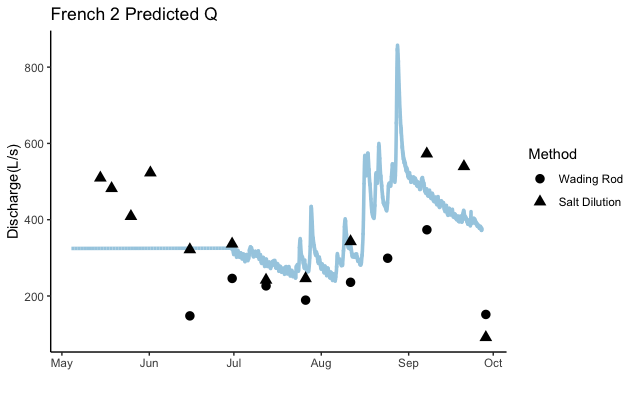 French 2 Predicted Q
Discharge(L/s)
800
600
400
200
May Jun Jul Aug Sep Oct
Method
Wading Rod
Salt Dilution